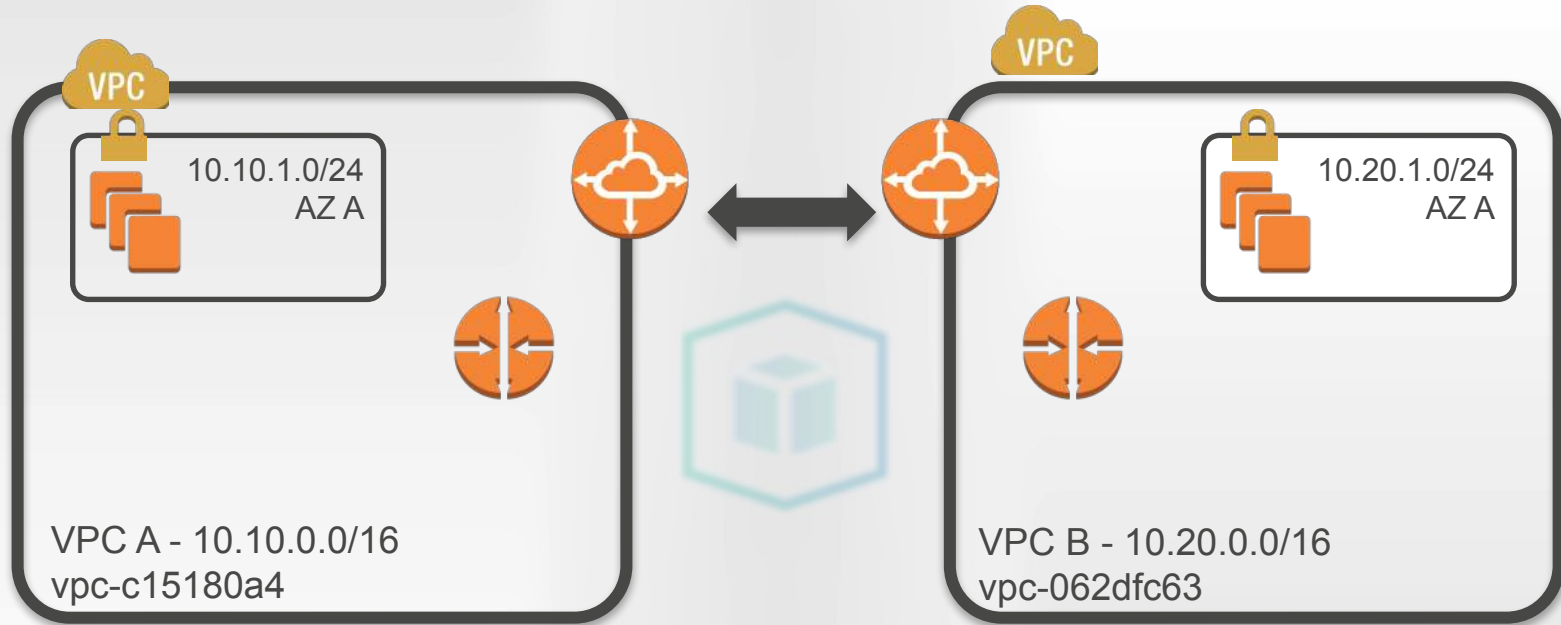 VPC
10.10.1.0/24
AZ A
VPC A - 10.10.0.0/16
vpc-c15180a4
VPC
10.20.1.0/24
AZ A
VPC B - 10.20.0.0/16
vpc-062dfc63